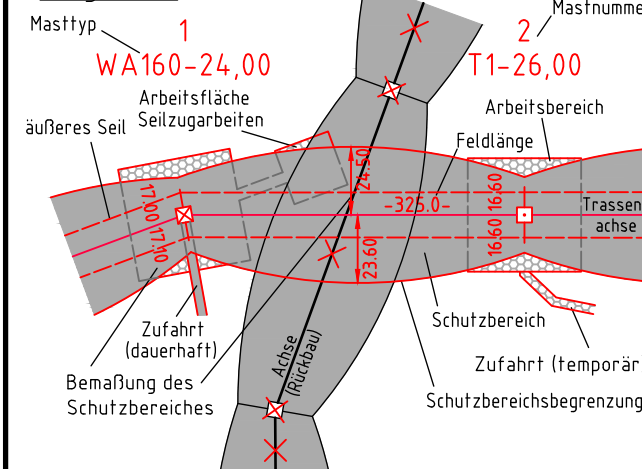 Masttyp
1
WA160-24,00
2
T1-26,00
Arbeitsfläche
Seilzugarbeiten
äußeres Seil
Arbeitsbereich
Feldlänge
24.50
-325.0-
23.60
17.00
17.10
16.60
16.60
Trassen
achse
Zufahrt
(dauerhaft)
Schutzbereich
Achse
(Rückbau)
Zufahrt (temporär
Bemaßung des
Schutzbereiches
Schutzbereichsbegrenzung